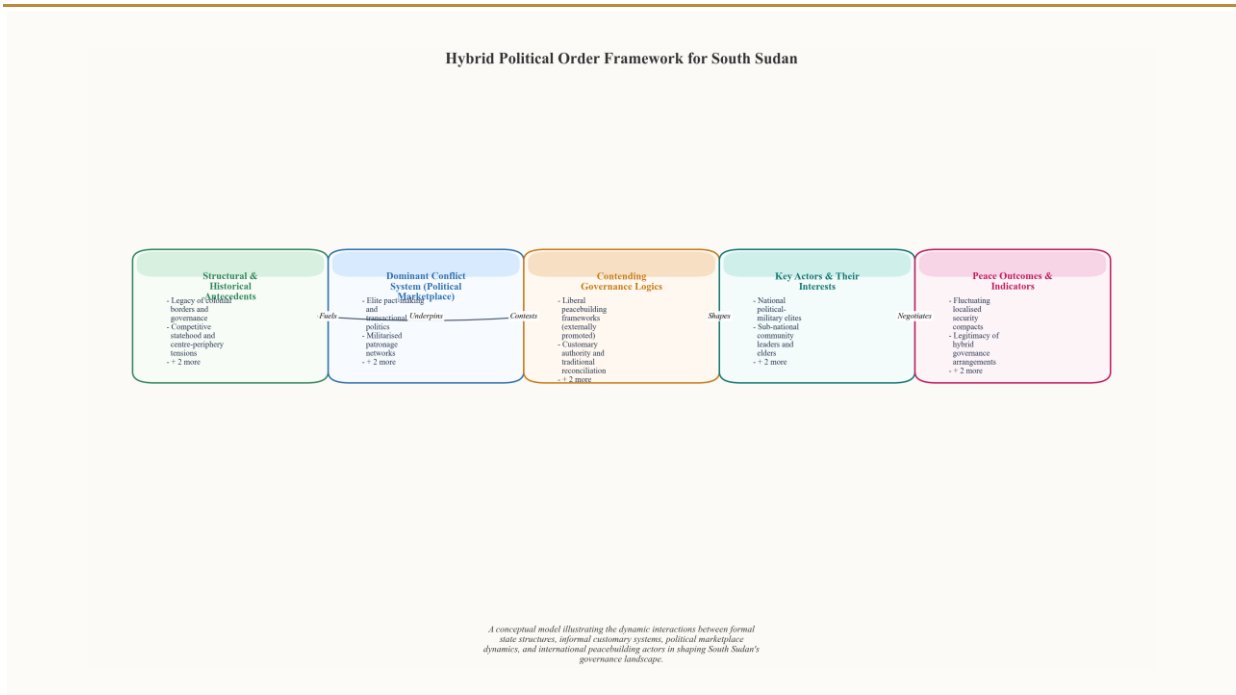 Hybrid Political Order Framework for South Sudan
Structural &
Historical
Antecedents
- Legacy of colonial
borders and
governance
- Competitive
statehood and
centre-periphery
tensions
- + 2 more
Fuels
Dominant Conflict
System (Political
Marketplace)
- Elite pact-making
and
transactional
politics
- Militarised
patronage
networks
- + 2 more
Underpins
Contests
Contending
Governance Logics
- Liberal
peacebuilding
frameworks
(externally
promoted)
- Customary
authority and
traditional
reconciliation
- + 2 more
Shapes
Key Actors & Their
Interests
- National
political-
military elites
- Sub-national
community
leaders and
elders
- + 2 more
Negotiates
Peace Outcomes &
Indicators
- Fluctuating
localised
security
compacts
- Legitimacy of
hybrid
governance
arrangements
- + 2 more
A conceptual model illustrating the dynamic interactions between formal
state structures, informal customary systems, political marketplace
dynamics, and international peacebuilding actors in shaping South Sudan's
governance landscape.